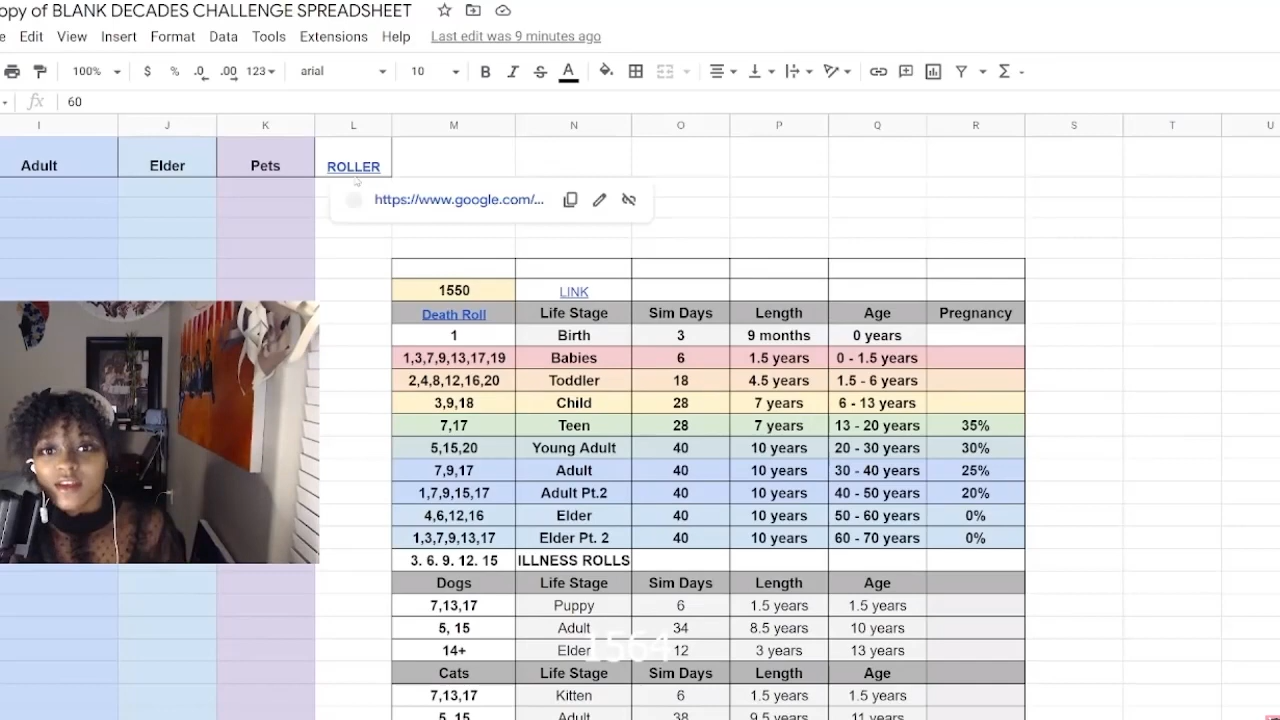 opy of BLANK DECADES CHALLENGE SPREADSHEET
e Edit View Insert Format Data Tools Extensions Help Last edit was 9 minutes ago
100% $ % .0 .00 123 arial 10 B I S A
fx 60
I J K L M N O P Q R S T U
Adult Elder Pets ROLLER
https://www.google.com/...
1550 LINK
Death Roll Life Stage Sim Days Length Age Pregnancy
1 Birth 3 9 months 0 years
1,3,7,9,13,17,19 Babies 6 1.5 years 0 - 1.5 years
2,4,8,12,16,20 Toddler 18 4.5 years 1.5 - 6 years
3,9,18 Child 28 7 years 6 - 13 years
7,17 Teen 28 7 years 13 - 20 years 35%
5,15,20 Young Adult 40 10 years 20 - 30 years 30%
7,9,17 Adult 40 10 years 30 - 40 years 25%
1,7,9,15,17 Adult Pt.2 40 10 years 40 - 50 years 20%
4,6,12,16 Elder 40 10 years 50 - 60 years 0%
1,3,7,9,13,17 Elder Pt. 2 40 10 years 60 - 70 years 0%
3. 6. 9. 12. 15 ILLNESS ROLLS
Dogs Life Stage Sim Days Length Age
7,13,17 Puppy 6 1.5 years 1.5 years
5, 15 Adult 34 8.5 years 10 years
1564
14+ Elder 12 3 years 13 years
Cats Life Stage Sim Days Length Age
7,13,17 Kitten 6 1.5 years 1.5 years
5, 15 Adult 38 9.5 years 11 years